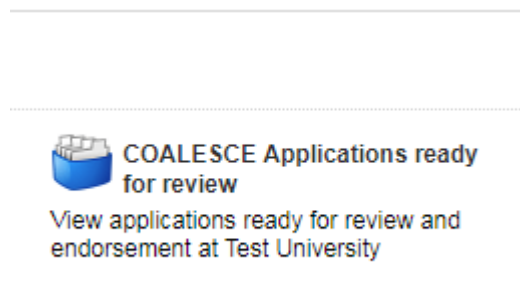 COALESCE Applications ready
for review
View applications ready for review and
endorsement at Test University